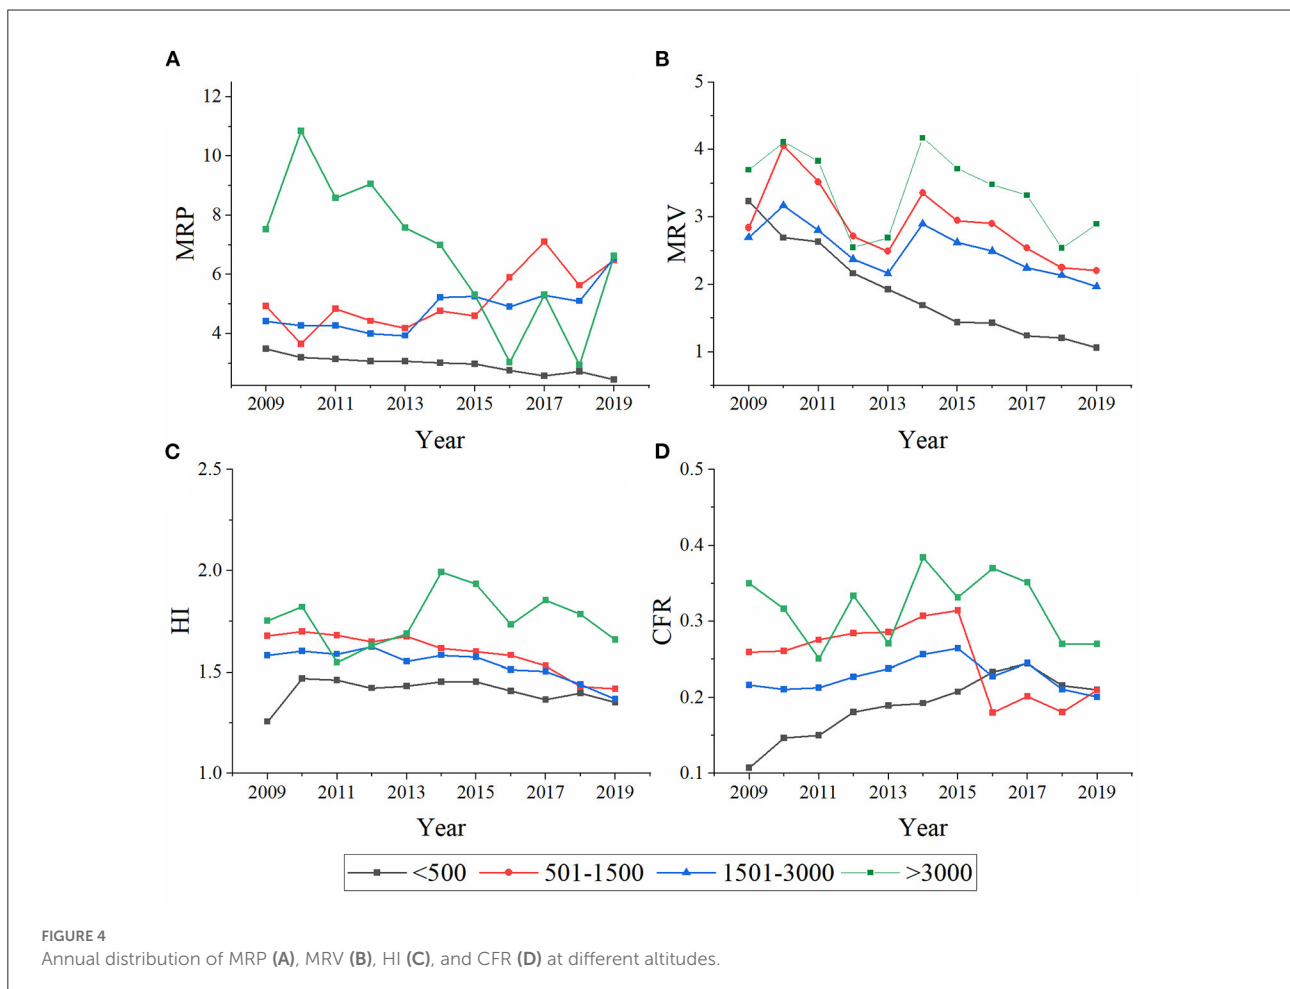 A
12
10
8
6
4
MRP
2009 2011 2013 2015 2017 2019
Year
B
5
4
3
2
1
MRV
2009 2011 2013 2015 2017 2019
Year
C
2.5
2.0
1.5
1.0
HI
2009 2011 2013 2015 2017 2019
Year
D
0.5
0.4
0.3
0.2
0.1
CFR
2009 2011 2013 2015 2017 2019
Year
<500 501-1500 1501-3000 >3000
FIGURE 4
Annual distribution of MRP (A), MRV (B), HI (C), and CFR (D) at different altitudes.